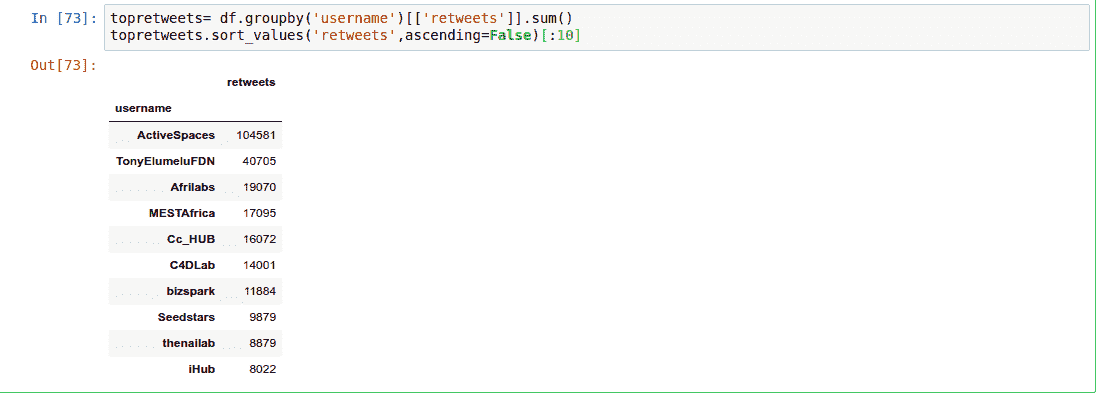 In [73]: topretweets= df.groupby('username')[['retweets']].sum()
topretweets.sort_values('retweets',ascending=False)[:10]
Out[73]:
retweets
username
ActiveSpaces 104581
TonyElumeluFDN 40705
Afrilabs 19070
MESTAfrica 17095
Cc_HUB 16072
C4DLab 14001
bizspark 11884
Seedstars 9879
thenailab 8879
iHub 8022